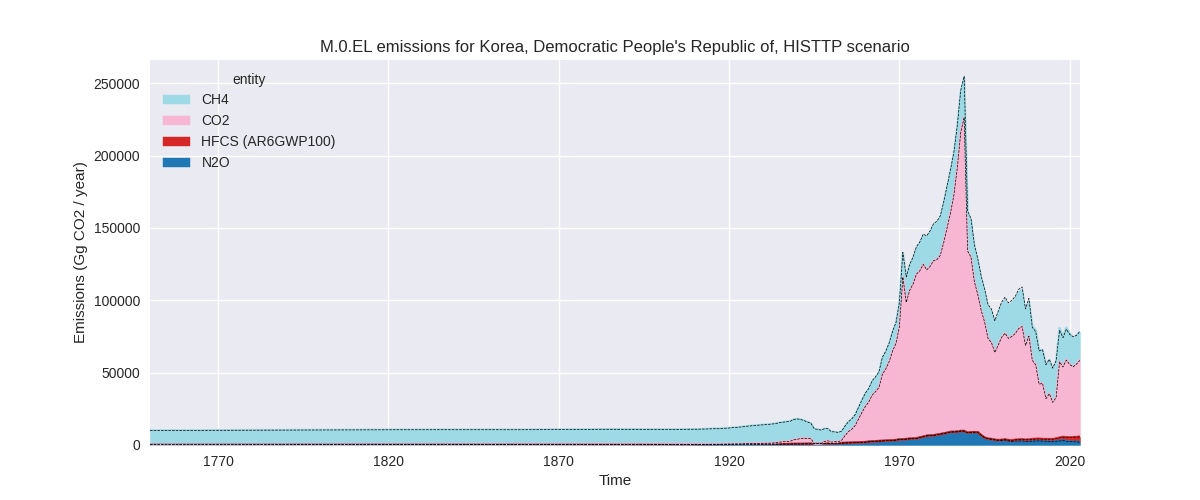 M.0.EL emissions for Korea, Democratic People's Republic of, HISTTP scenario
entity
CH4
CO2
HFCS (AR6GWP100)
N2O
Emissions (Gg CO2 / year)
250000
200000
150000
100000
50000
0
1770 1820 1870 1920 1970 2020
Time